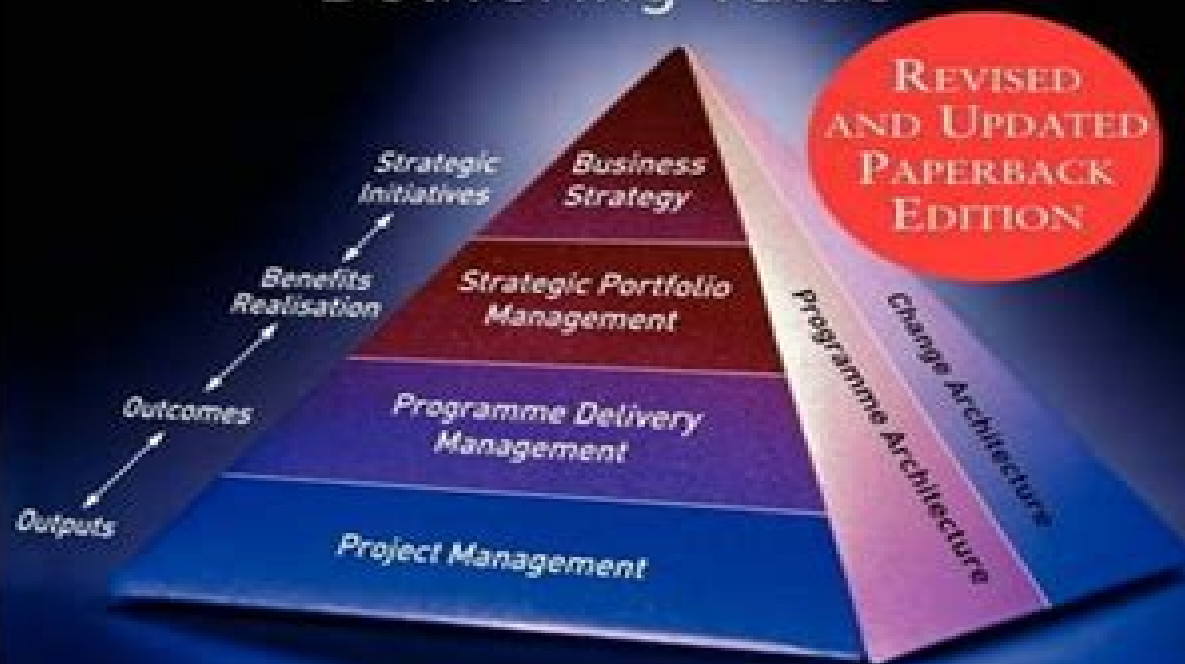 REVISED
AND UPDATED
PAPERBACK
EDITION
Strategic
Initiatives
Benefits
Realisation
Outcomes
Outputs
Business
Strategy
Strategic Portfolio
Management
Programme Delivery
Management
Project Management
Programme Architecture
Change Architecture